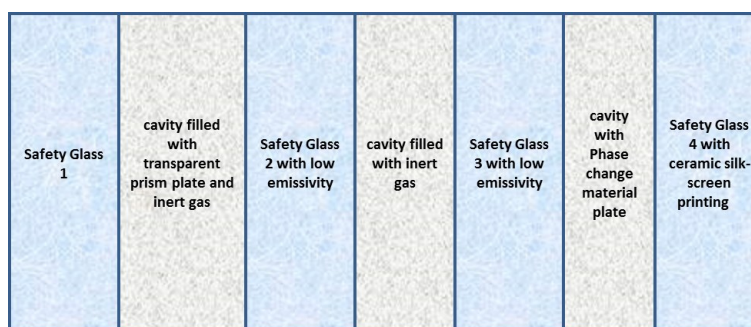 Safety Glass
1
cavity filled
with
transparent
prism plate and
inert gas
Safety Glass
2 with low
emissivity
cavity filled
with inert
gas
Safety Glass
3 with low
emissivity
cavity
with
Phase
change
material
plate
Safety Glass
4 with
ceramic silk-
screen
printing